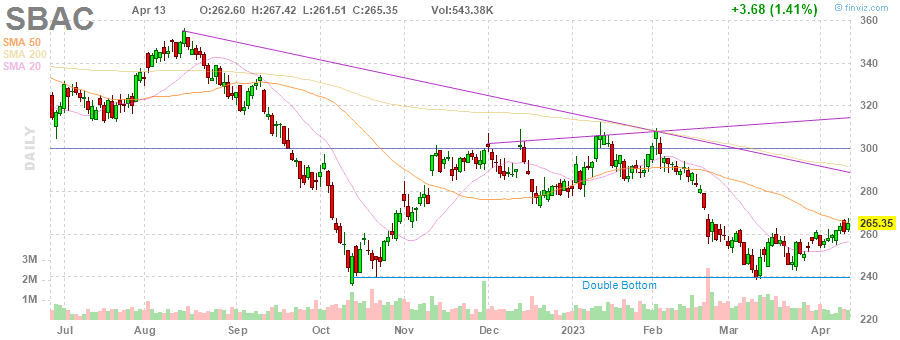 SBAC Apr 13 O:262.60 H:267.42 L:261.51 C:265.35 Vol:543.38K +3.68 (1.41%) © finviz.com
SMA 50
SMA 200
SMA 20
DAILY
360
340
320
300
280
265.35
260
240
220
3M
2M
1M
Double Bottom
Jul Aug Sep Oct Nov Dec 2023 Feb Mar Apr